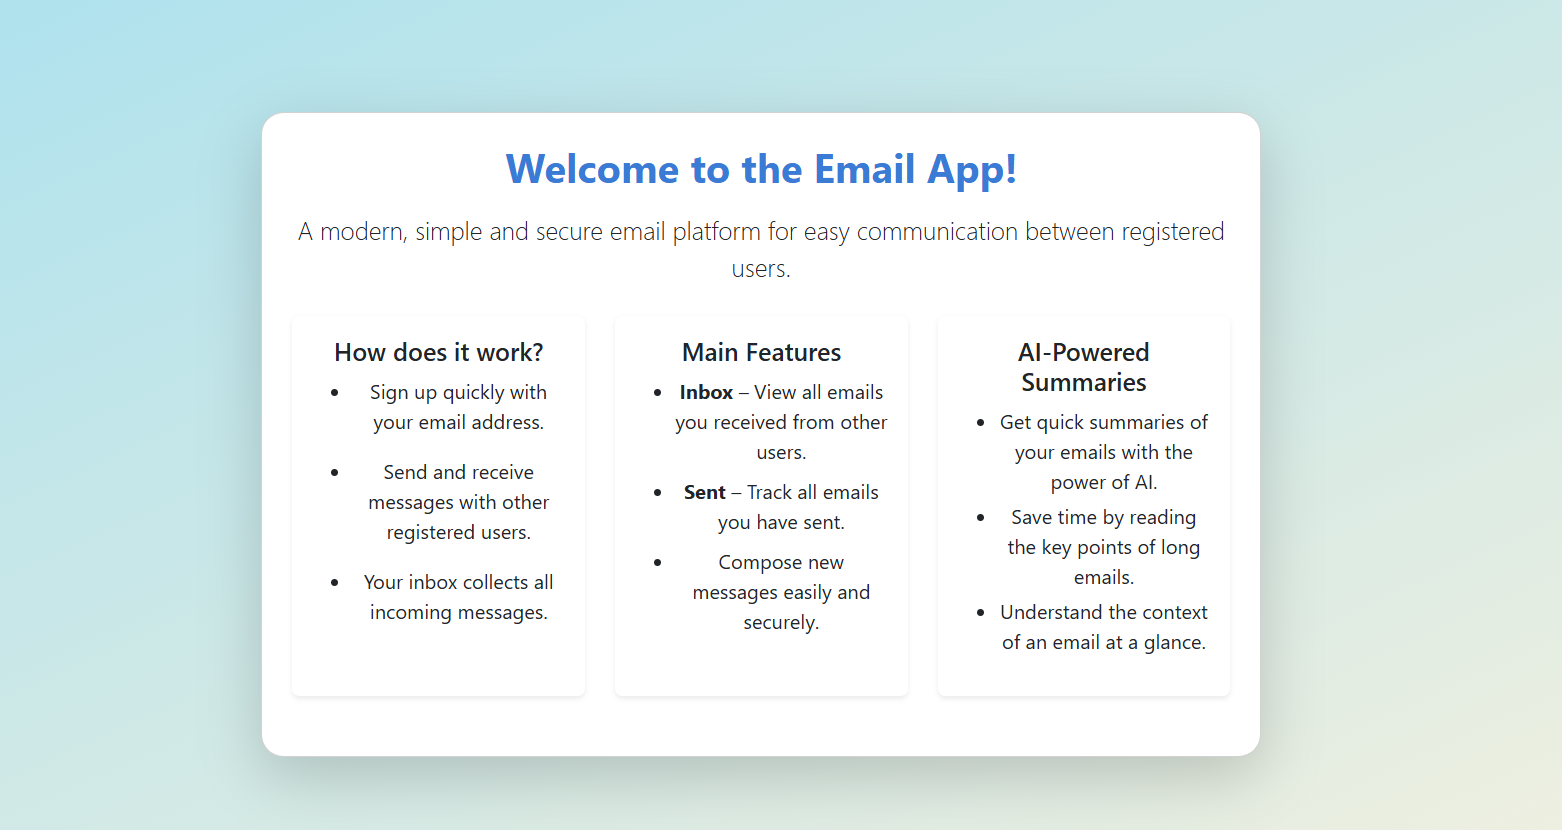 Welcome to the Email App!
A modern, simple and secure email platform for easy communication between registered
users.
How does it work?
• Sign up quickly with
your email address.
• Send and receive
messages with other
registered users.
• Your inbox collects all
incoming messages.
Main Features
• Inbox – View all emails
you received from other
users.
• Sent – Track all emails
you have sent.
• Compose new
messages easily and
securely.
AI-Powered
Summaries
• Get quick summaries of
your emails with the
power of AI.
• Save time by reading
the key points of long
emails.
• Understand the context
of an email at a glance.